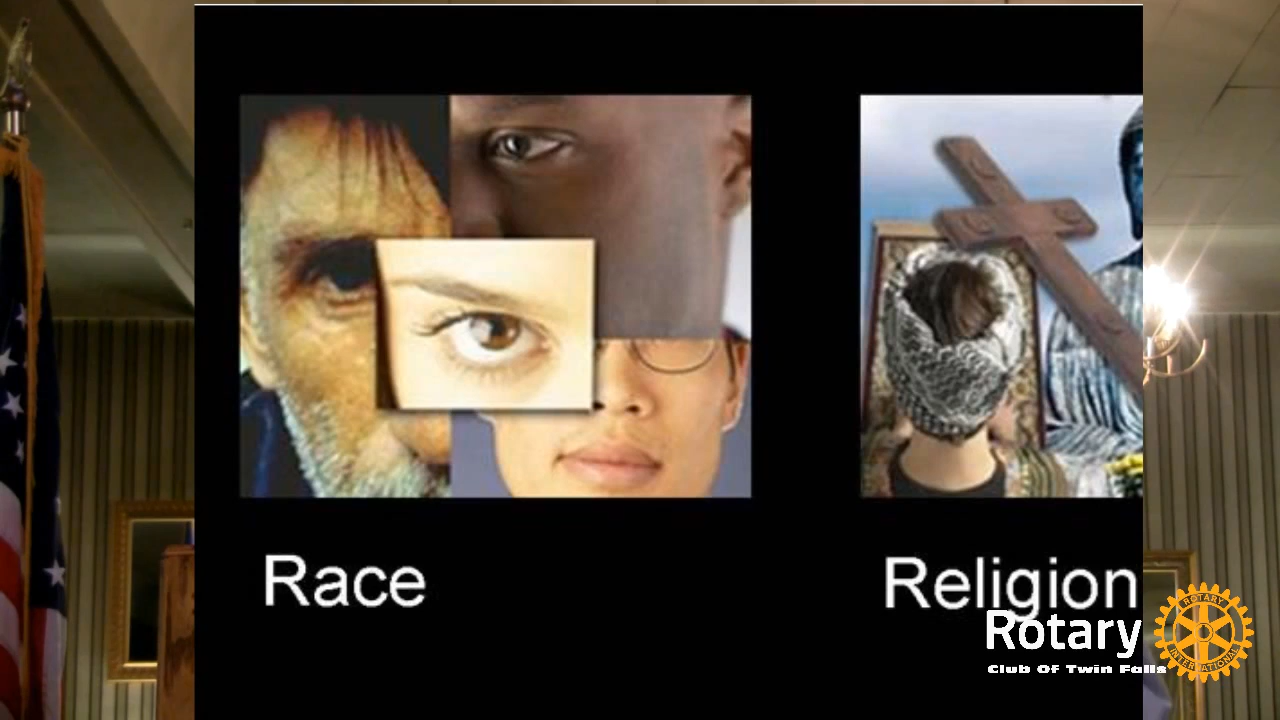 Race
Religion
Rotary
Club Of Twin Falls
ROTARY
INTERNATIONAL